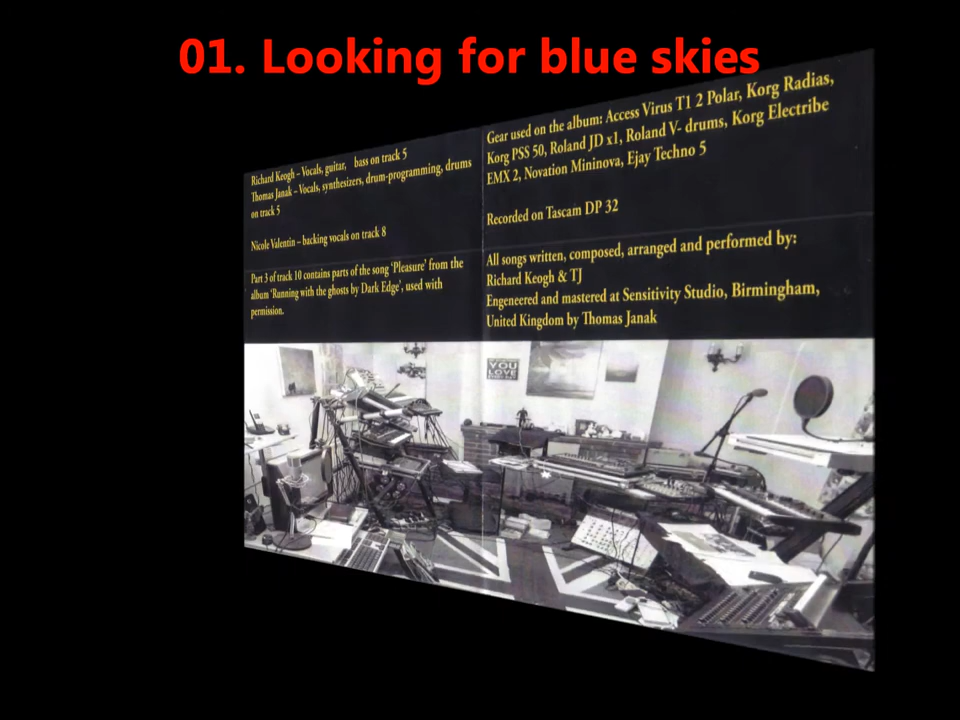 01. Looking for blue skies
Richard Keogh – Vocals, guitar, bass on track 5
Thomas Janak – Vocals, synthesizers, drum-programming, drums
on track 5
Nicole Valentin – backing vocals on track 8
Part 3 of track 10 contains parts of the song ‘Pleasure’ from the
album ‘Running with the ghosts by Dark Edge’, used with
permission.
Gear used on the album: Access Virus T1 2 Polar, Korg Radias,
Korg PSS 50, Roland JD x1, Roland V- drums, Korg Electribe
EMX 2, Novation Mininova, Ejay Techno 5
Recorded on Tascam DP 32
All songs written, composed, arranged and performed by:
Richard Keogh & TJ
Engeneered and mastered at Sensitivity Studio, Birmingham,
United Kingdom by Thomas Janak
YOU
LOVE